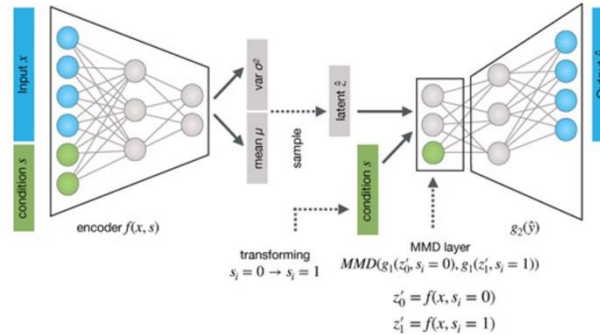 Input x
condition s
encoder f(x, s)
var σ²
mean μ
sample
latent ẑ
condition s
transforming
sᵢ = 0 → sᵢ = 1
MMD layer
MMD(g₁(z′₀, sᵢ = 0), g₁(z′₁, sᵢ = 1))
z′₀ = f(x, sᵢ = 0)
z′₁ = f(x, sᵢ = 1)
g₂(ŷ)